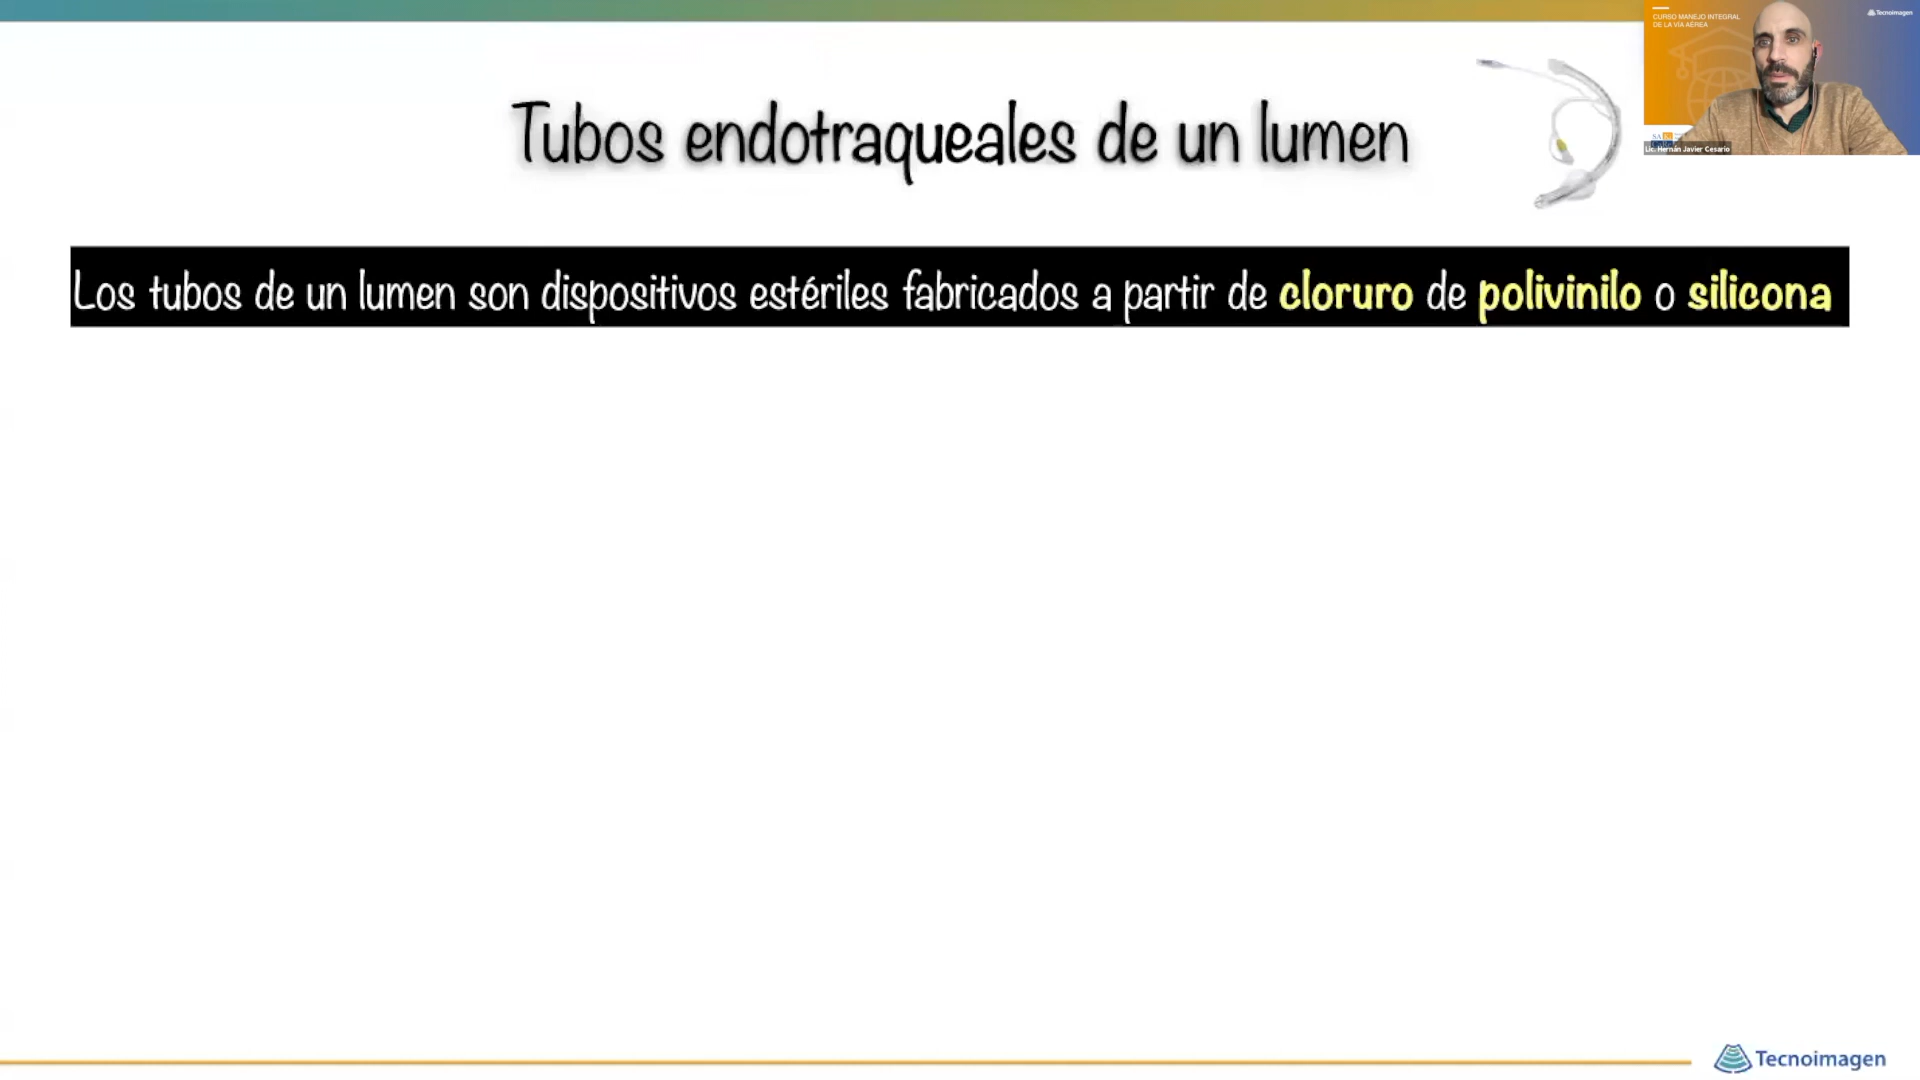 CURSO MANEJO INTEGRAL
DE LA VÍA AÉREA
Tecnoimagen
Lic. Hernán Javier Cesario
Tubos endotraqueales de un lumen
Los tubos de un lumen son dispositivos estériles fabricados a partir de cloruro de polivinilo o silicona
Tecnoimagen